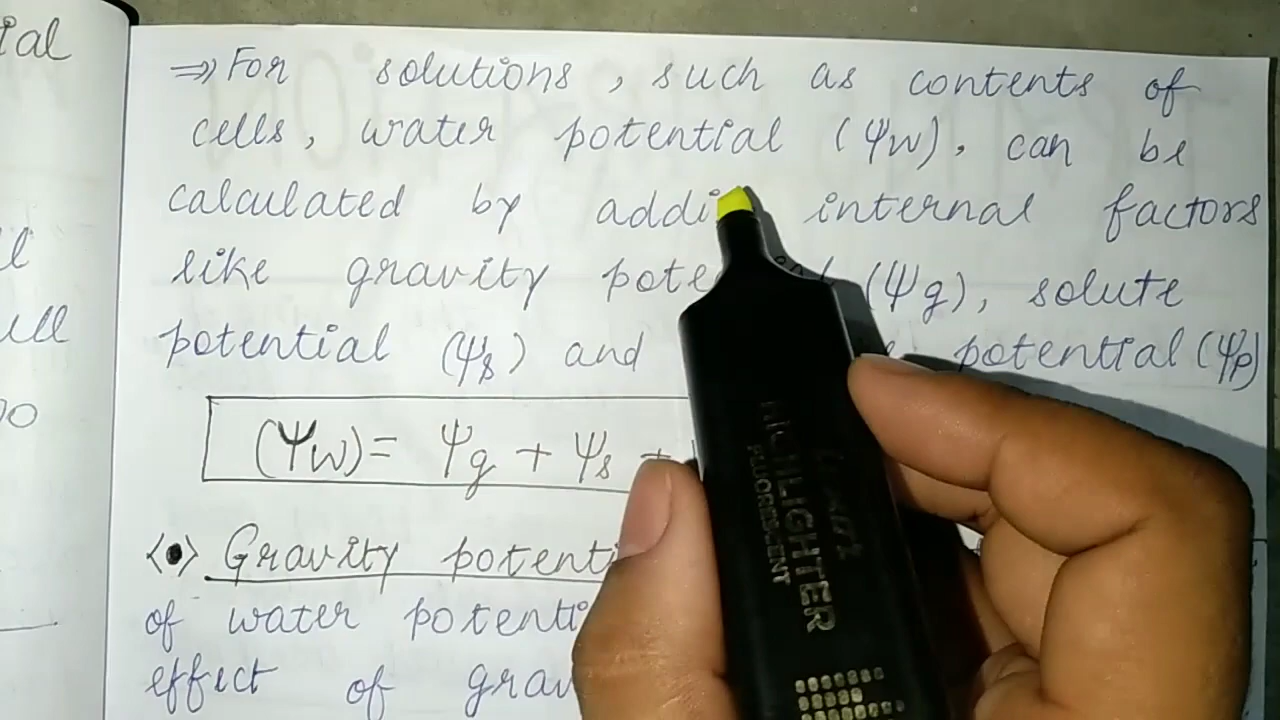 ial
⇒ For solutions, such as contents of
cells, water potential (Ψw), can be
calculated by addi internal factors
like gravity pote (Ψg), solute
potential (Ψs) and potential (Ψp)
(Ψw) = Ψg + Ψs +
Gravity potenti
of water potenti
effect of grav
HIGHLIGHTER
FLUORESCENT